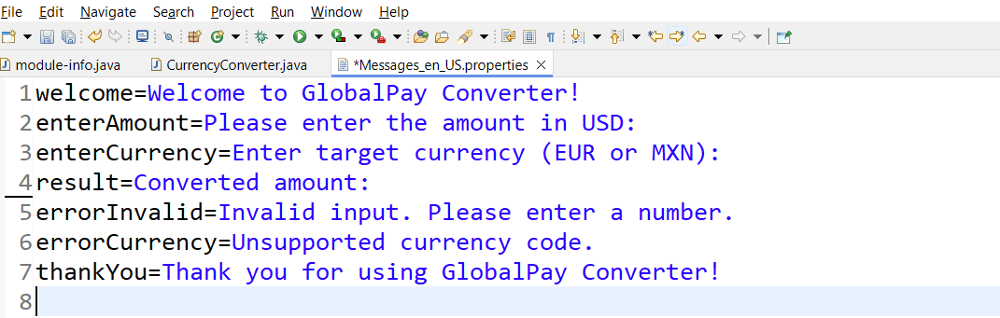 File Edit Navigate Search Project Run Window Help
module-info.java CurrencyConverter.java *Messages_en_US.properties
1 welcome=Welcome to GlobalPay Converter!
2 enterAmount=Please enter the amount in USD:
3 enterCurrency=Enter target currency (EUR or MXN):
4 result=Converted amount:
5 errorInvalid=Invalid input. Please enter a number.
6 errorCurrency=Unsupported currency code.
7 thankYou=Thank you for using GlobalPay Converter!
8